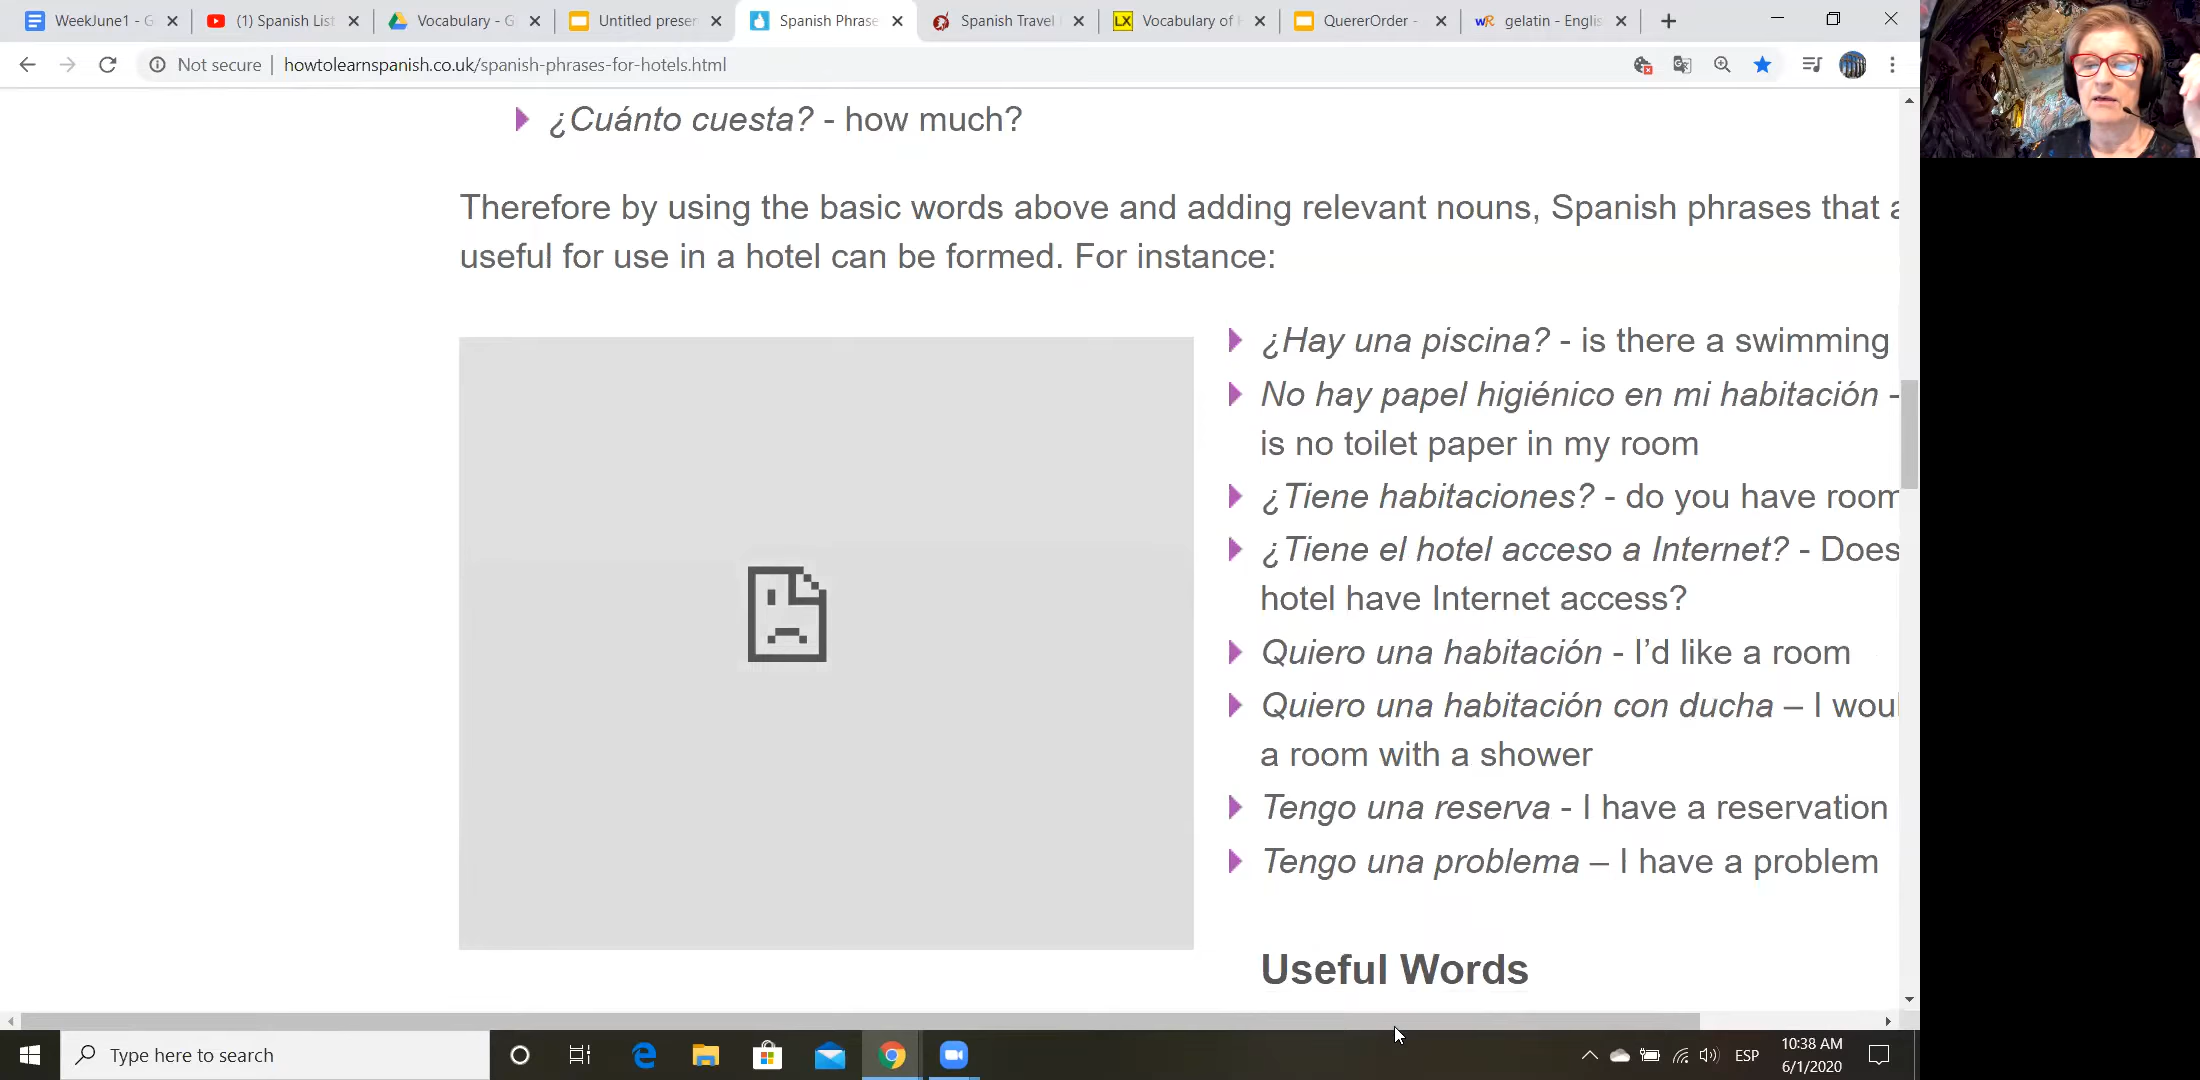 WeekJune1 - G
(1) Spanish List
Vocabulary - G
Untitled preser
Spanish Phrase
Spanish Travel
LX Vocabulary of
QuererOrder -
WR gelatin - Englis
Not secure | howtolearnspanish.co.uk/spanish-phrases-for-hotels.html
¿Cuánto cuesta? - how much?
Therefore by using the basic words above and adding relevant nouns, Spanish phrases that a
useful for use in a hotel can be formed. For instance:
¿Hay una piscina? - is there a swimming
No hay papel higiénico en mi habitación -
is no toilet paper in my room
¿Tiene habitaciones? - do you have room
¿Tiene el hotel acceso a Internet? - Does
hotel have Internet access?
Quiero una habitación - I’d like a room
Quiero una habitación con ducha – I woul
a room with a shower
Tengo una reserva - I have a reservation
Tengo una problema – I have a problem
Useful Words
Type here to search
ESP
10:38 AM
6/1/2020